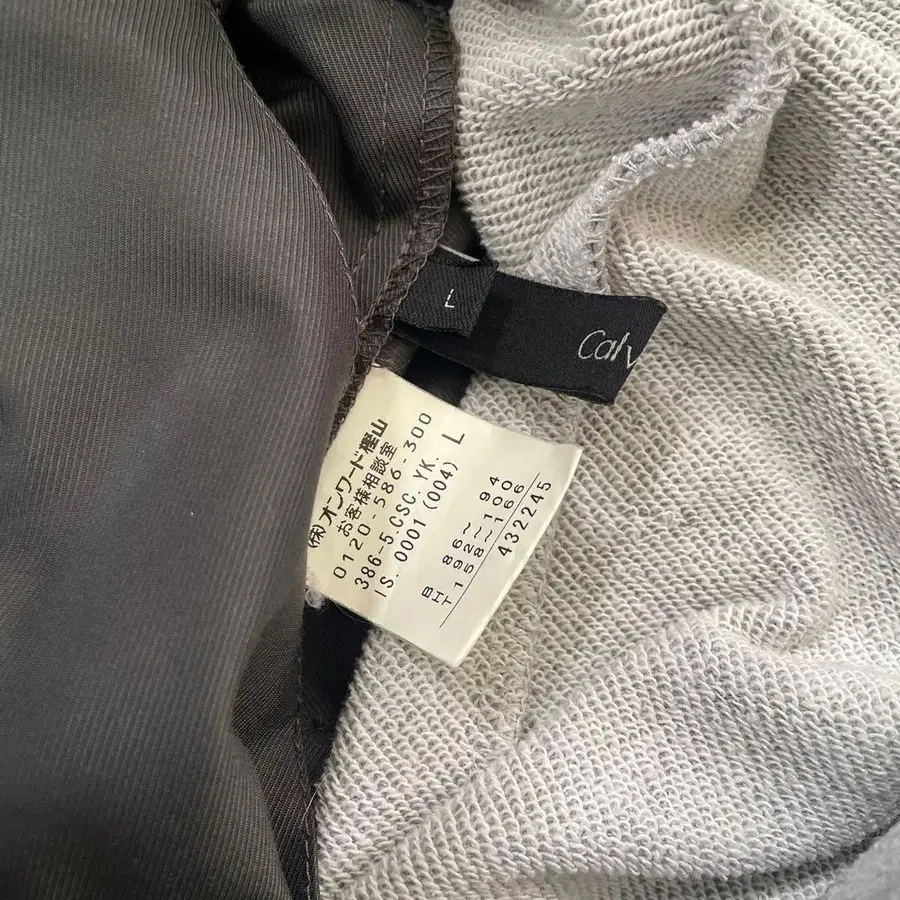 L
Calv
(株)オンワード樫山
お客様相談室
0120-586-300
386-5.CSC. YK. L
IS. 0001(004)
B 86〜 94
H 92〜100
T 158〜166
432245